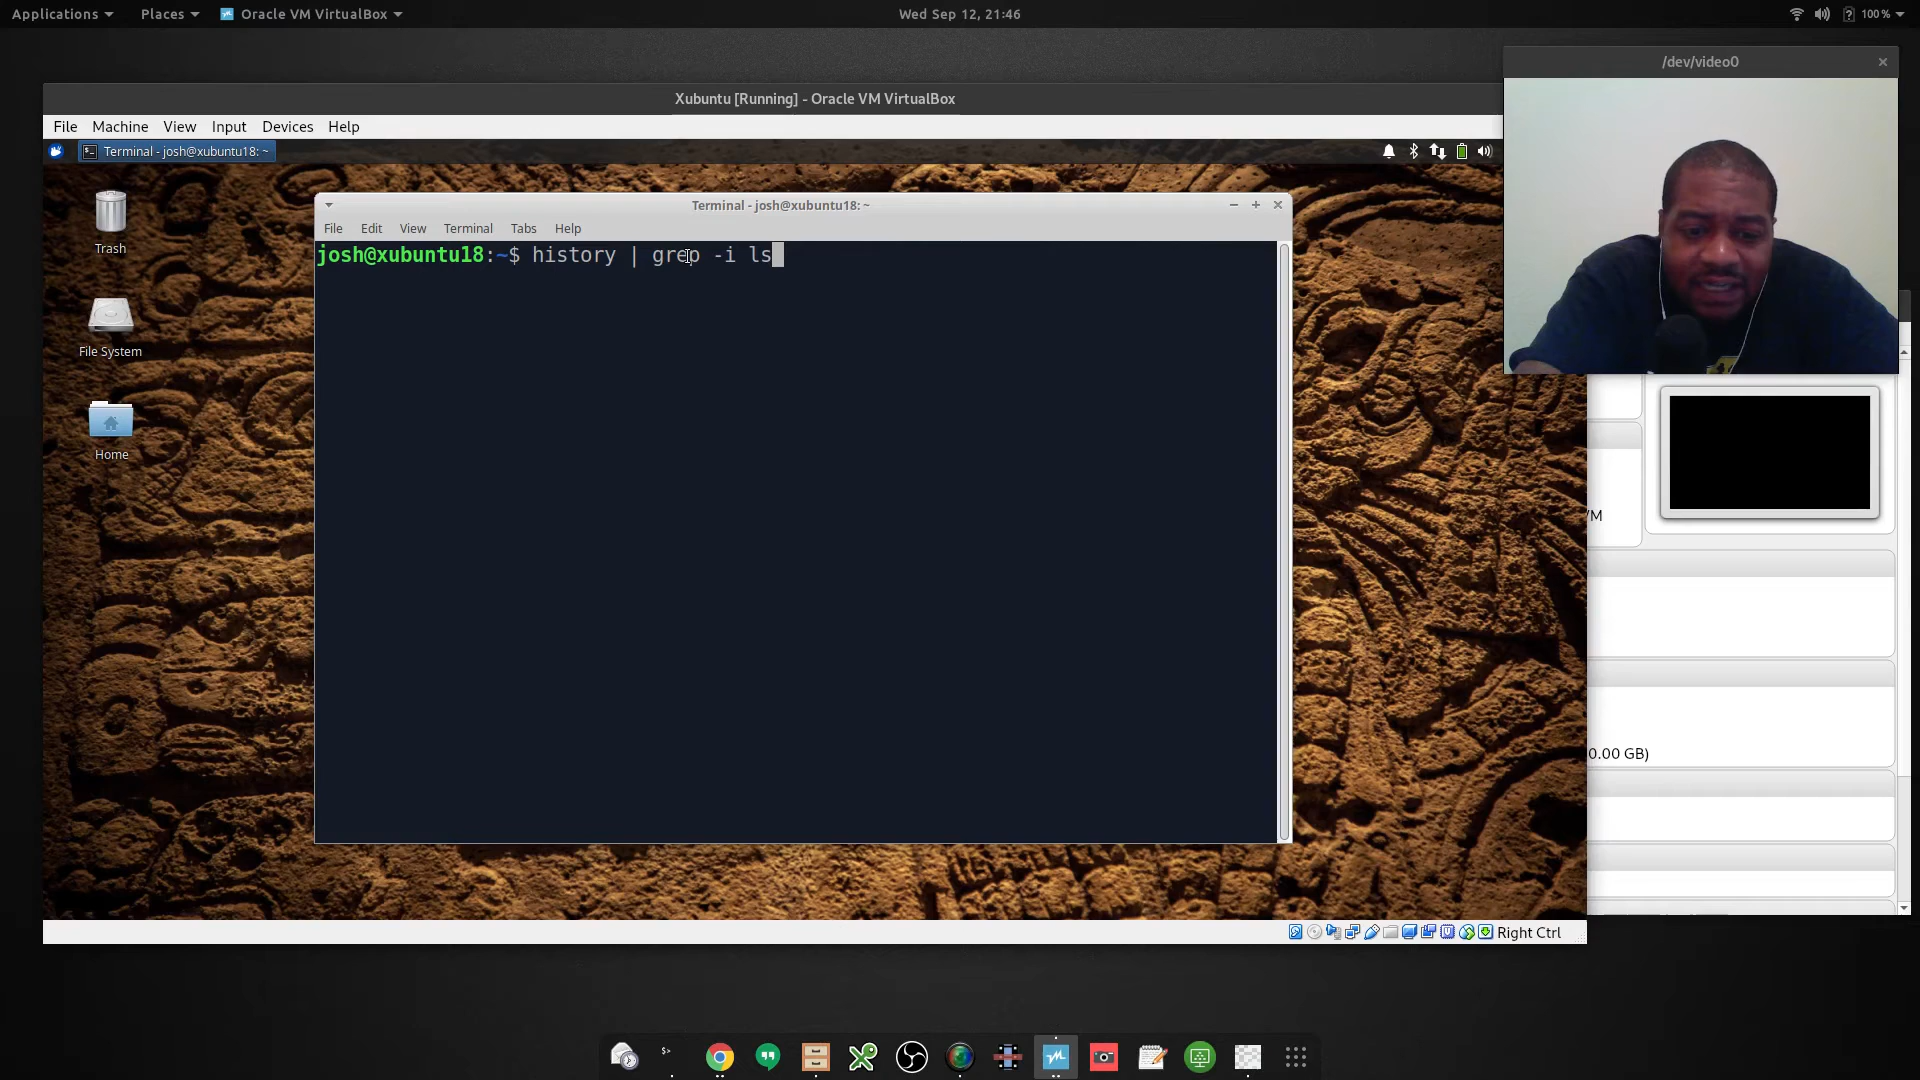 Applications Places Oracle VM VirtualBox Wed Sep 12, 21:46 100 %
/dev/video0
Xubuntu [Running] - Oracle VM VirtualBox
File Machine View Input Devices Help
Terminal - josh@xubuntu18: ~
Terminal - josh@xubuntu18: ~
File Edit View Terminal Tabs Help
josh@xubuntu18:~$ history | grep -i ls
Trash
File System
Home
0.00 GB)
Right Ctrl